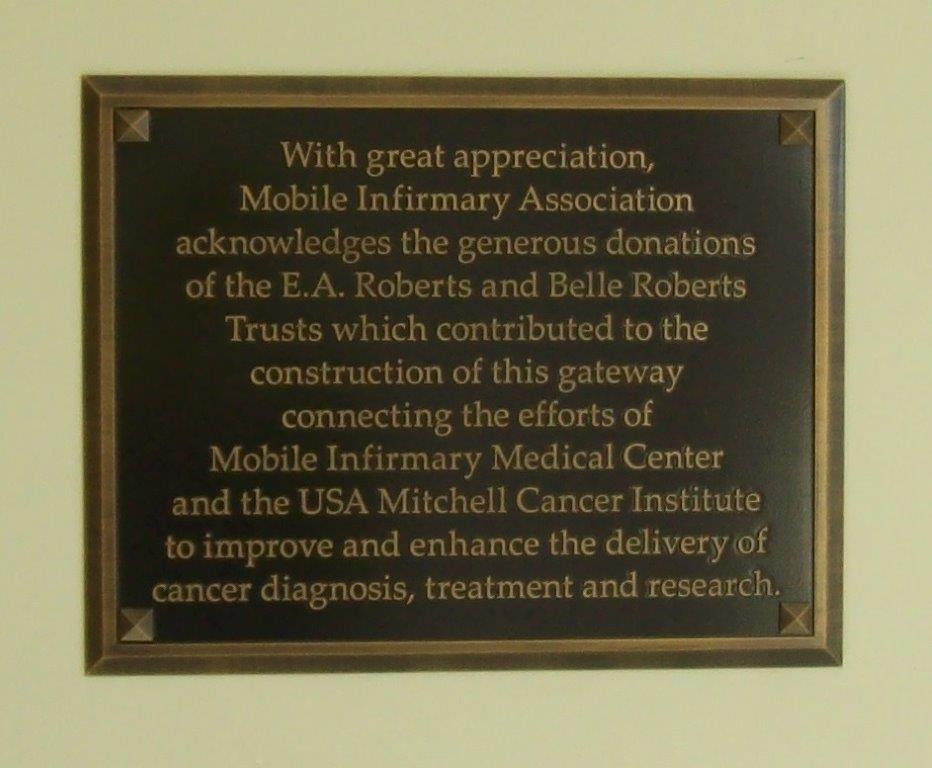 With great appreciation,
Mobile Infirmary Association
acknowledges the generous donations
of the E.A. Roberts and Belle Roberts
Trusts which contributed to the
construction of this gateway
connecting the efforts of
Mobile Infirmary Medical Center
and the USA Mitchell Cancer Institute
to improve and enhance the delivery of
cancer diagnosis, treatment and research.